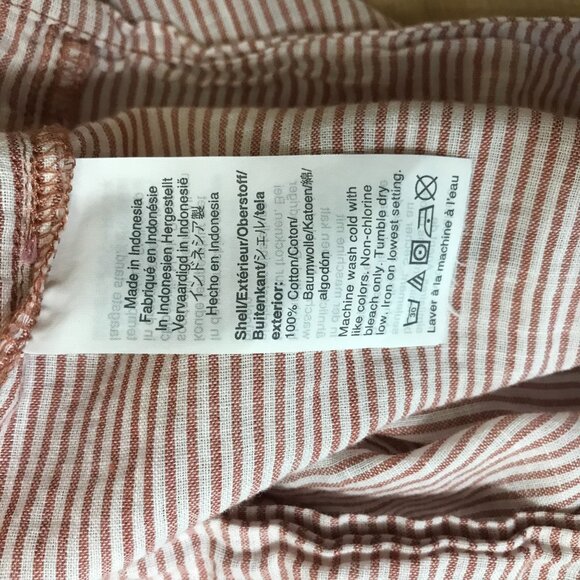 Made in Indonesia
Fabriqué en Indonésie
In Indonesien Hergestellt
Vervaardigd in Indonesië
インドネシア製
Hecho en Indonesia
Shell/Extérieur/Oberstoff/
Buitenkant/シェル/tela
exterior:
100% Cotton/Coton/
Baumwolle/Katoen/綿/
algodón
Machine wash cold with
like colors. Non-chlorine
bleach only. Tumble dry
low. Iron on lowest setting.
30
Laver à la machine à l'eau